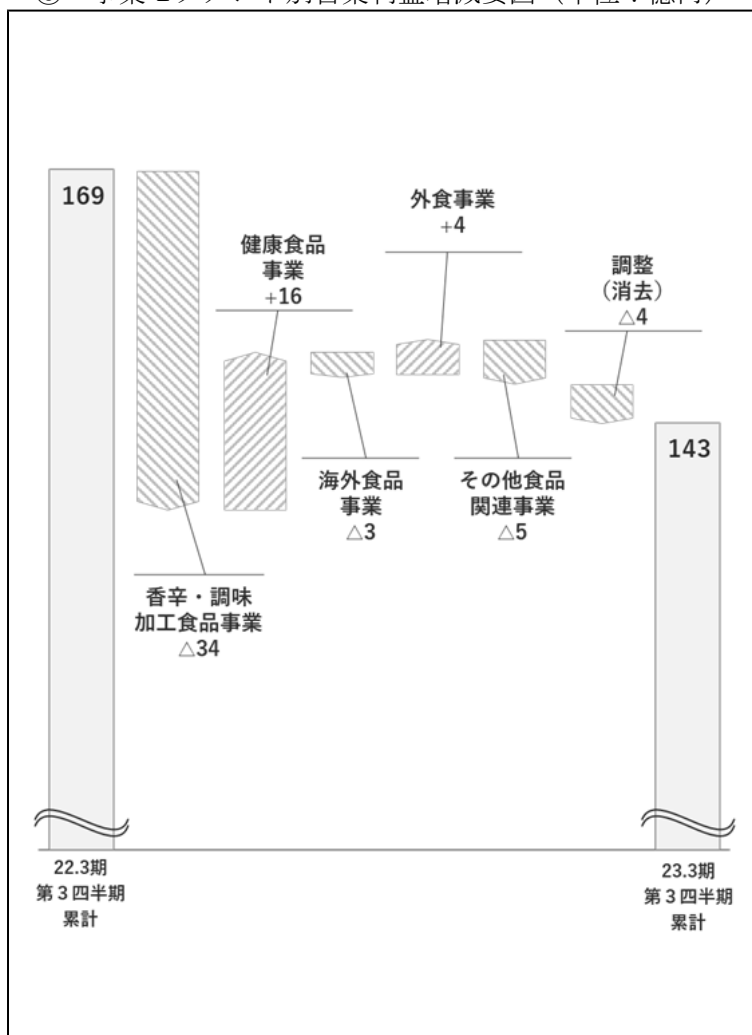 169
健康食品
事業
+16
外食事業
+4
調整
（消去）
△4
143
海外食品
事業
△3
その他食品
関連事業
△5
香辛・調味
加工食品事業
△34
22.3期
第３四半期
累計
23.3期
第３四半期
累計